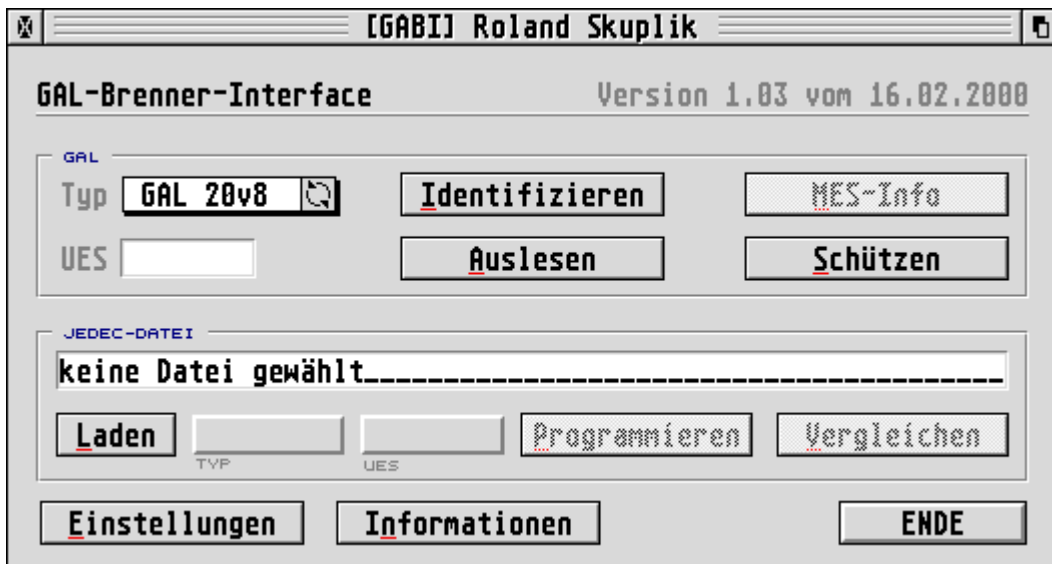 [GABI] Roland Skuplik
GAL-Brenner-Interface Version 1.03 vom 16.02.2000
GAL
Typ GAL 20v8 Identifizieren MES-Info
UES Auslesen Schützen
JEDEC-DATEI
keine Datei gewählt________________________________________
Laden Programmieren Vergleichen
TYP UES
Einstellungen Informationen ENDE